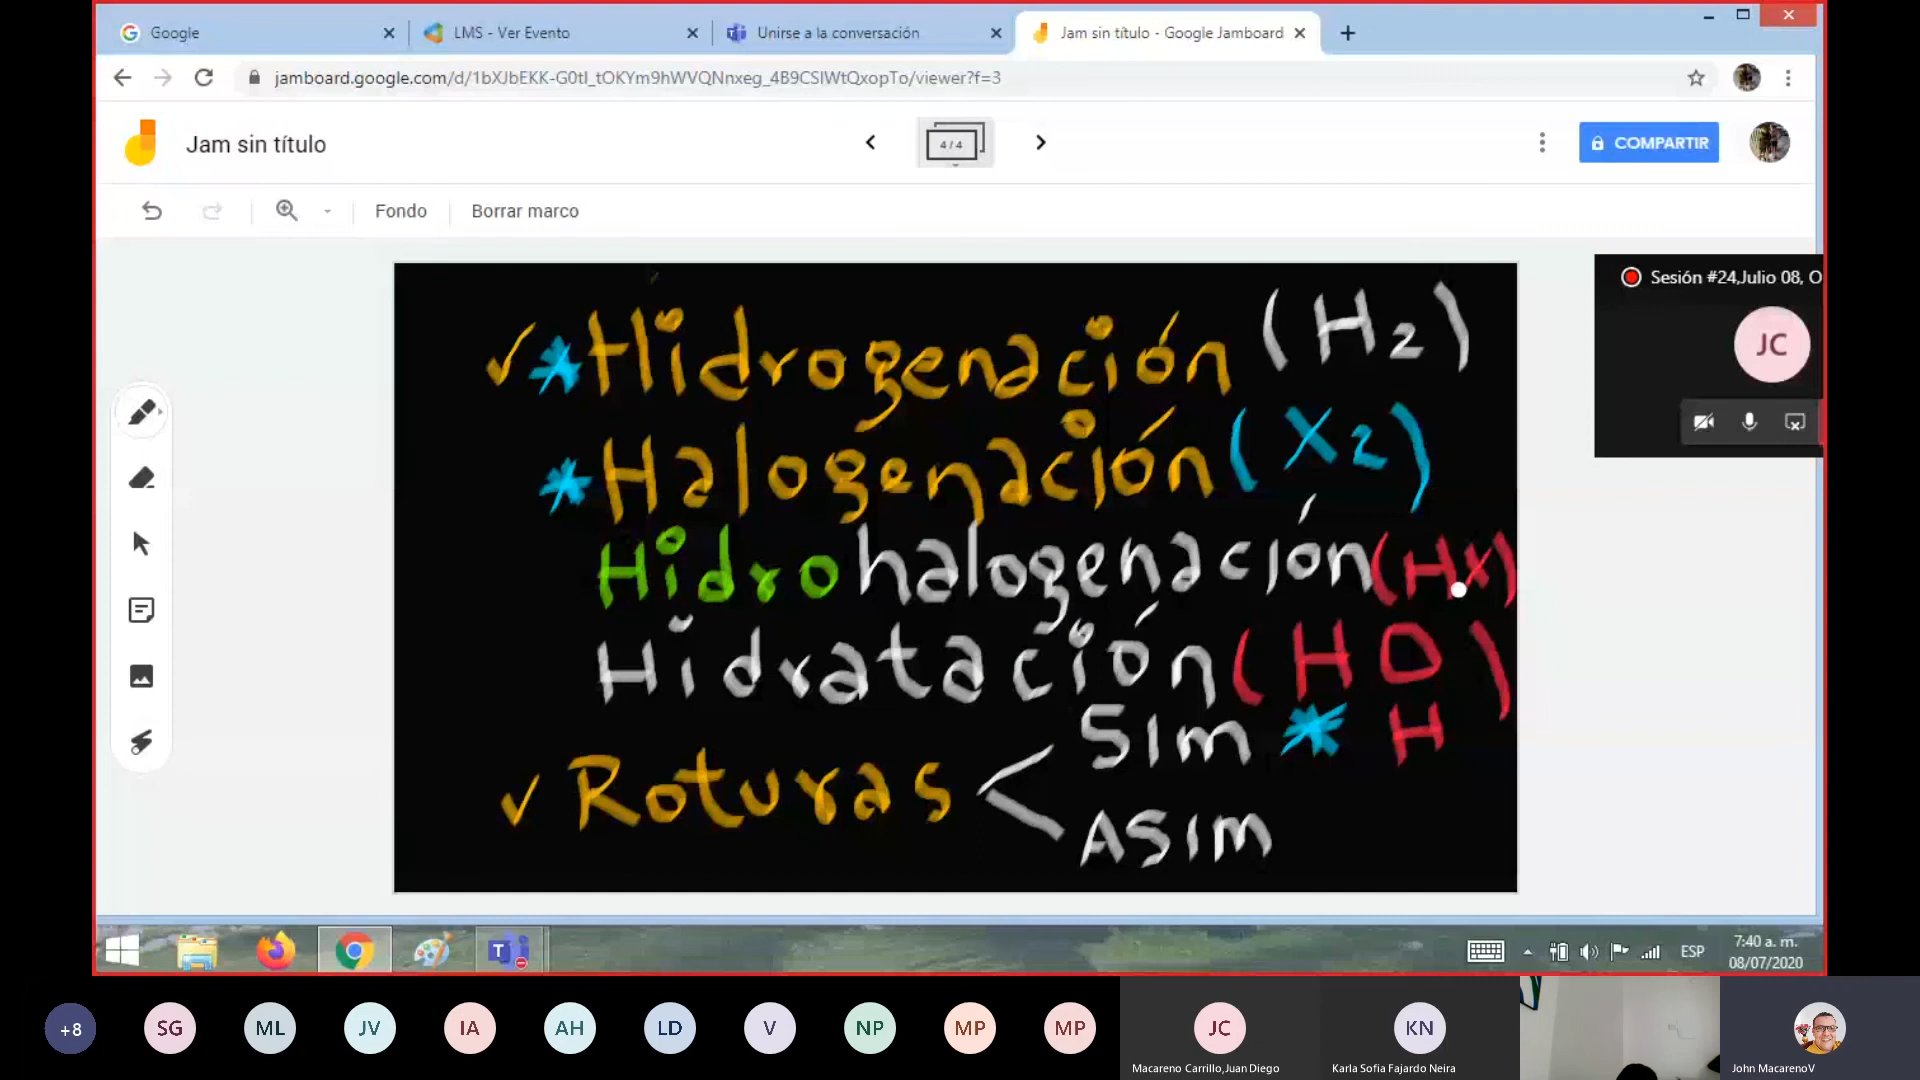 Google
LMS - Ver Evento
Unirse a la conversación
Jam sin título - Google Jamboard
jamboard.google.com/d/1bXJbEKK-G0tI_tOKYm9hWVQNnxeg_4B9CSIWtQxopTo/viewer?f=3
Jam sin título
4 / 4
COMPARTIR
Fondo
Borrar marco
Sesión #24,Julio 08, O
JC
✓ * Hidrogenación (H2)
* Halogenación (X2)
Hidrohalogenación (HX)
Hidratación (HO
H)
✓ Roturas < SIM *
ASIM
ESP
7:40 a. m.
08/07/2020
+8
SG
ML
JV
IA
AH
LD
V
NP
MP
MP
JC
KN
Macareno Carrillo,Juan Diego
Karla Sofia Fajardo Neira
John MacarenoV